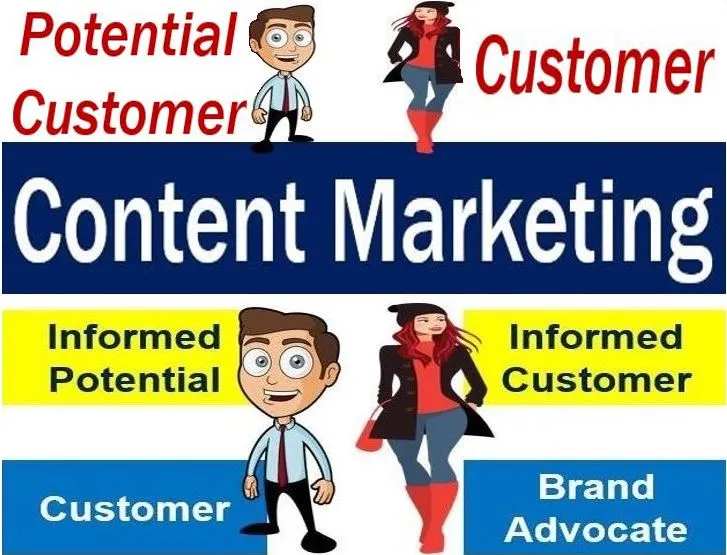 Potential
Customer
Customer
Content Marketing
Informed
Potential
Informed
Customer
Customer
Brand
Advocate